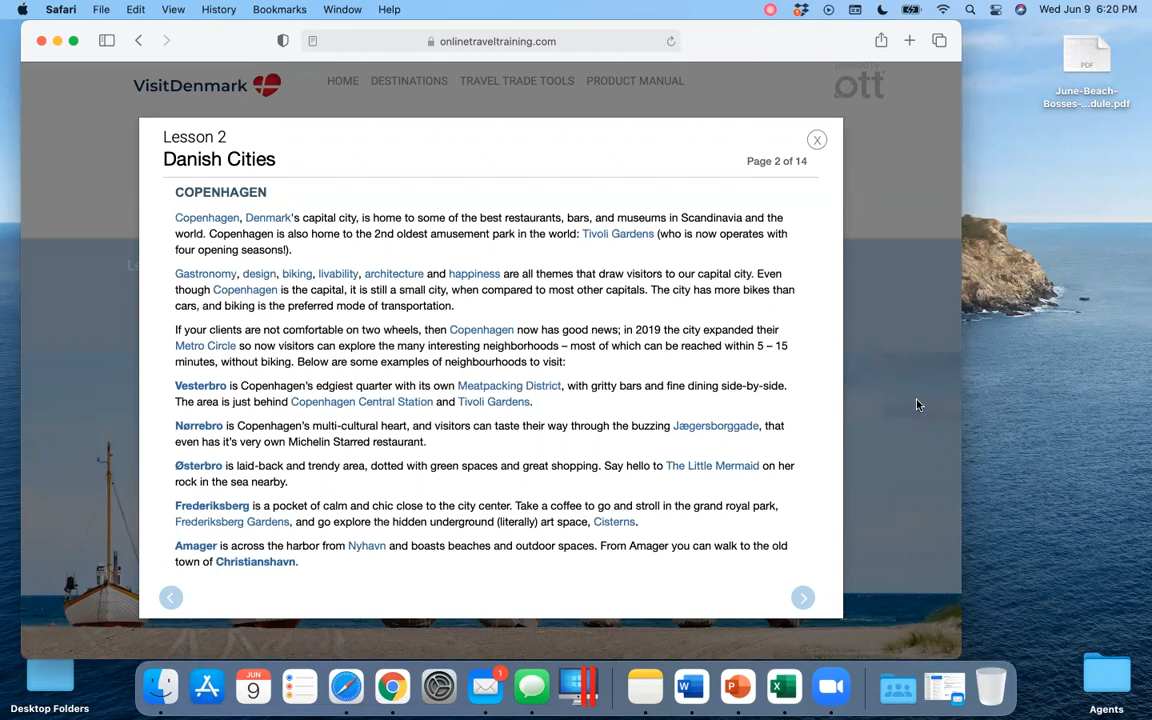 Safari File Edit View History Bookmarks Window Help Wed Jun 9 6:20 PM
onlinetraveltraining.com
PDF
June-Beach-
Bosses-...dule.pdf
VisitDenmark HOME DESTINATIONS TRAVEL TRADE TOOLS PRODUCT MANUAL
ott
Lesson 2
X
Danish Cities
Page 2 of 14
COPENHAGEN
Copenhagen, Denmark's capital city, is home to some of the best restaurants, bars, and museums in Scandinavia and the
world. Copenhagen is also home to the 2nd oldest amusement park in the world: Tivoli Gardens (who is now operates with
four opening seasons!).
Gastronomy, design, biking, livability, architecture and happiness are all themes that draw visitors to our capital city. Even
though Copenhagen is the capital, it is still a small city, when compared to most other capitals. The city has more bikes than
cars, and biking is the preferred mode of transportation.
If your clients are not comfortable on two wheels, then Copenhagen now has good news; in 2019 the city expanded their
Metro Circle so now visitors can explore the many interesting neighborhoods – most of which can be reached within 5 – 15
minutes, without biking. Below are some examples of neighbourhoods to visit:
Vesterbro is Copenhagen's edgiest quarter with its own Meatpacking District, with gritty bars and fine dining side-by-side.
The area is just behind Copenhagen Central Station and Tivoli Gardens.
Nørrebro is Copenhagen's multi-cultural heart, and visitors can taste their way through the buzzing Jægersborggade, that
even has it's very own Michelin Starred restaurant.
Østerbro is laid-back and trendy area, dotted with green spaces and great shopping. Say hello to The Little Mermaid on her
rock in the sea nearby.
Frederiksberg is a pocket of calm and chic close to the city center. Take a coffee to go and stroll in the grand royal park,
Frederiksberg Gardens, and go explore the hidden underground (literally) art space, Cisterns.
Amager is across the harbor from Nyhavn and boasts beaches and outdoor spaces. From Amager you can walk to the old
town of Christianshavn.
JUN
9
1
W
P
X
Desktop Folders
Agents